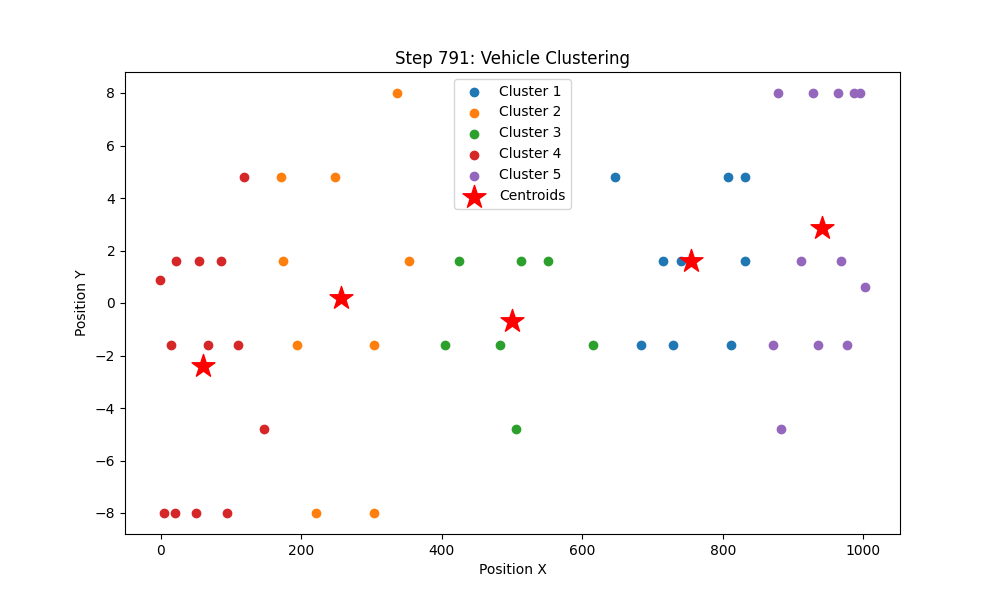 Step 791: Vehicle Clustering
Cluster 1
Cluster 2
Cluster 3
Cluster 4
Cluster 5
Centroids
Position Y
8
6
4
2
0
−2
−4
−6
−8
0 200 400 600 800 1000
Position X